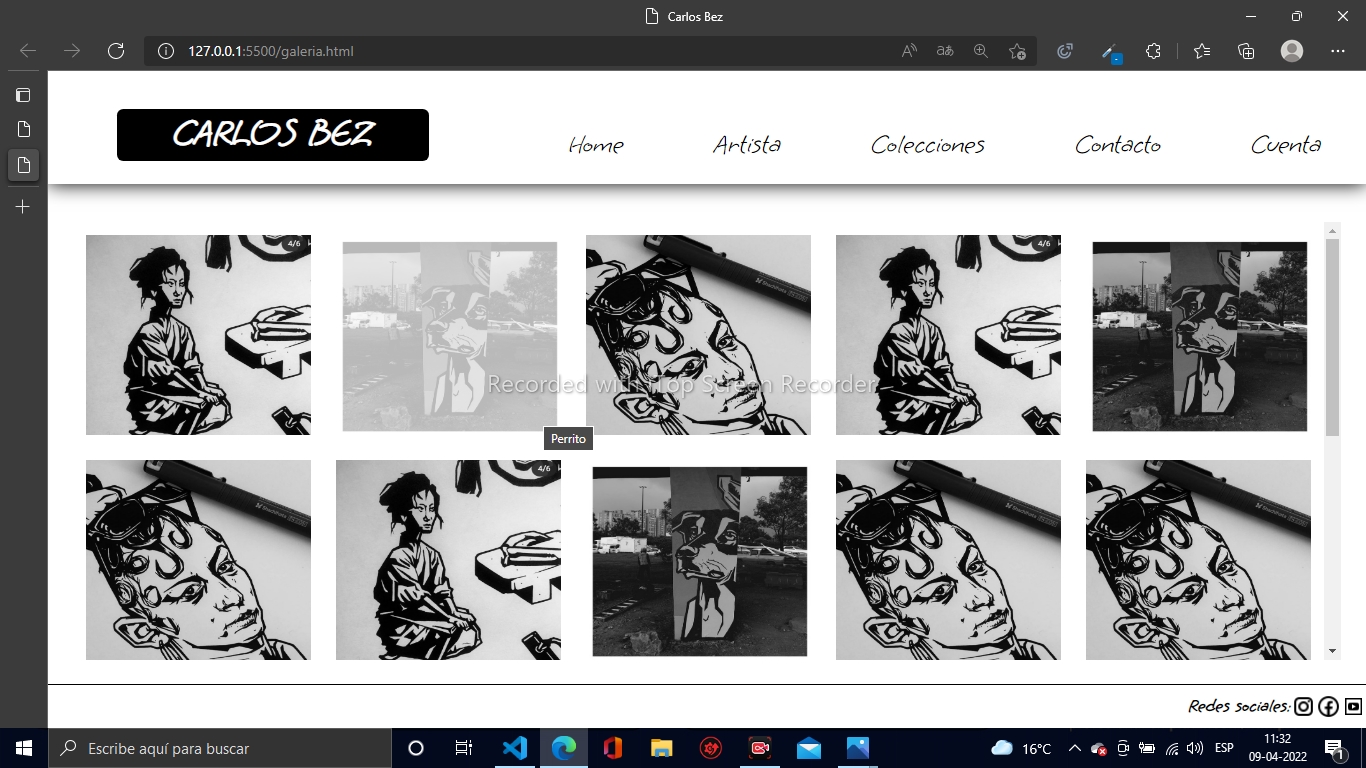 Carlos Bez
127.0.0.1:5500/galeria.html
CARLOS BEZ
Home
Artista
Colecciones
Contacto
Cuenta
4/6
4/6
Recorded with iTop Screen Recorder
Perrito
4/6
Redes sociales:
Escribe aquí para buscar
16°C
ESP
11:32
09-04-2022
1